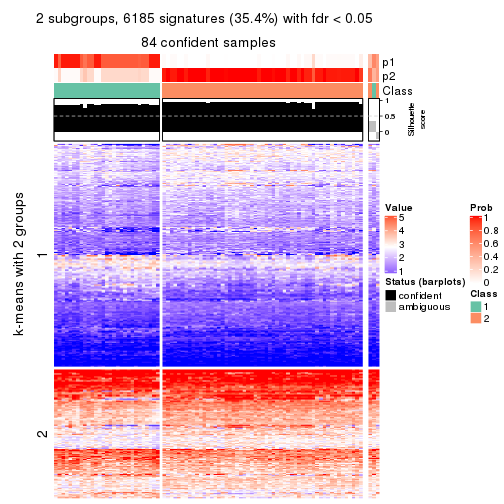 2 subgroups, 6185 signatures (35.4%) with fdr < 0.05
84 confident samples
p1
p2
Class
1
0.5
0
Silhouette
score
k-means with 2 groups
1
2
Value
5
4
3
2
1
Status (barplots)
confident
ambiguous
Prob
1
0.8
0.6
0.4
0.2
0
Class
1
2